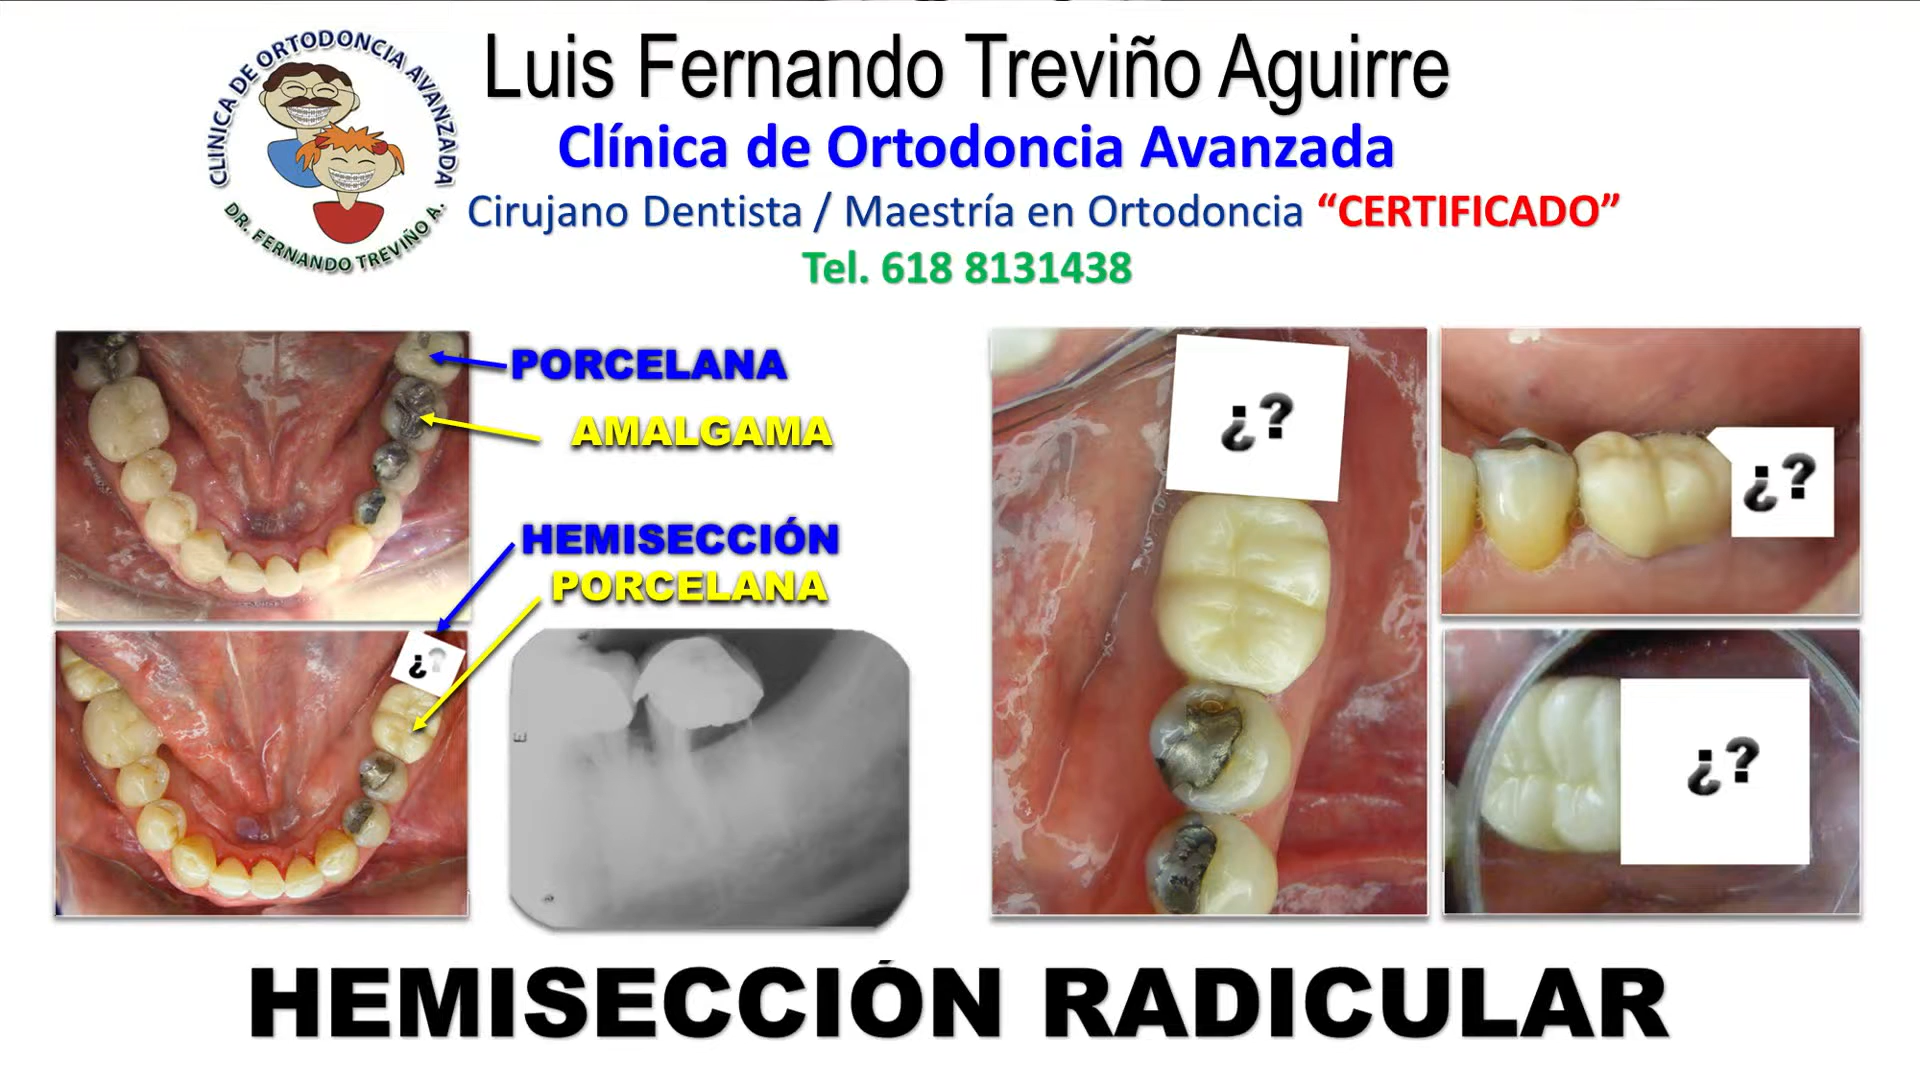 CLINICA DE ORTODONCIA AVANZADA
DR. FERNANDO TREVIÑO A.
Luis Fernando Treviño Aguirre
Clínica de Ortodoncia Avanzada
Cirujano Dentista / Maestría en Ortodoncia “CERTIFICADO”
Tel. 618 8131438
PORCELANA
AMALGAMA
HEMISECCIÓN
PORCELANA
¿?
¿?
¿?
¿?
E
HEMISECCIÓN RADICULAR